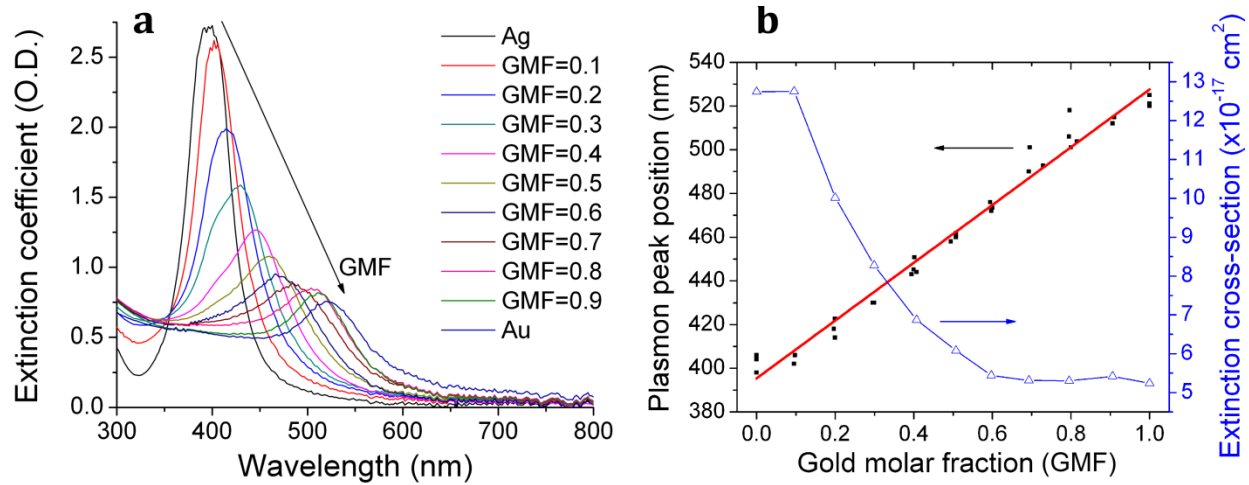 a
Extinction coefficient (O.D.)
2.5
2.0
1.5
1.0
0.5
0.0
300 400 500 600 700 800
Wavelength (nm)
GMF
Ag
GMF=0.1
GMF=0.2
GMF=0.3
GMF=0.4
GMF=0.5
GMF=0.6
GMF=0.7
GMF=0.8
GMF=0.9
Au
b
Plasmon peak position (nm)
540
520
500
480
460
440
420
400
380
0.0 0.2 0.4 0.6 0.8 1.0
Gold molar fraction (GMF)
13
12
11
10
9
8
7
6
5
Extinction cross-section (x10⁻¹⁷ cm²)